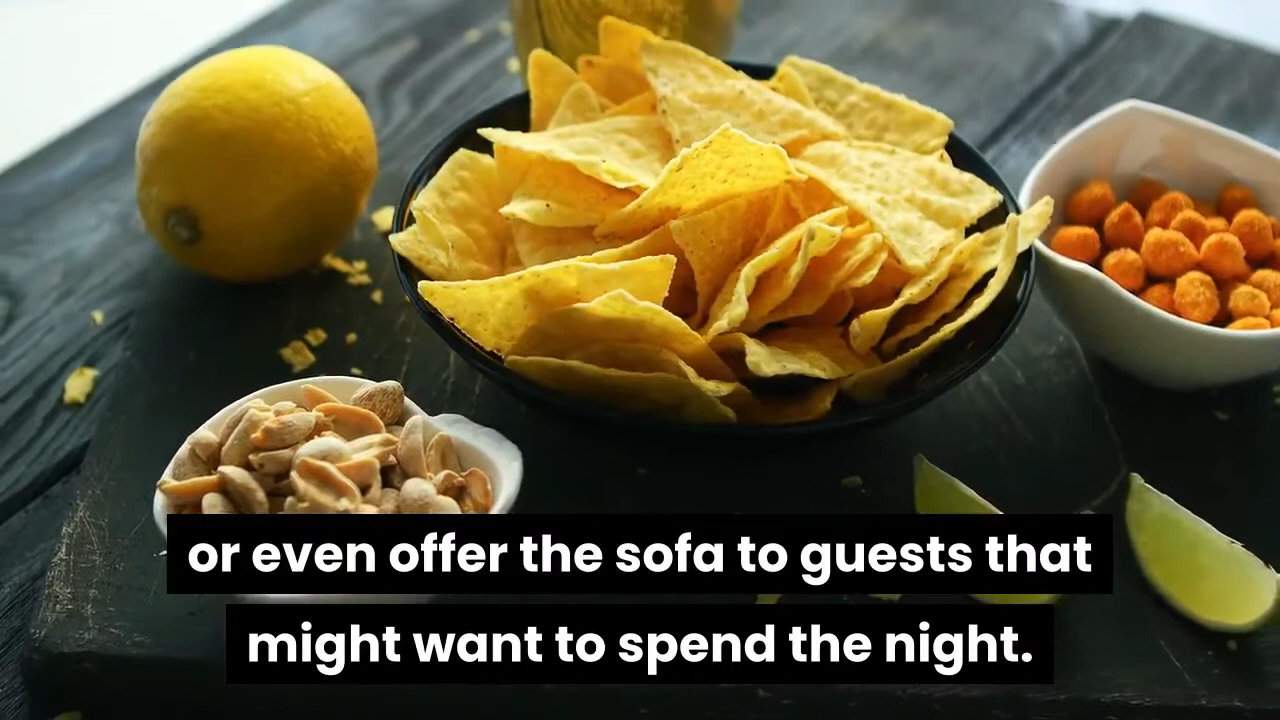 or even offer the sofa to guests that
might want to spend the night.